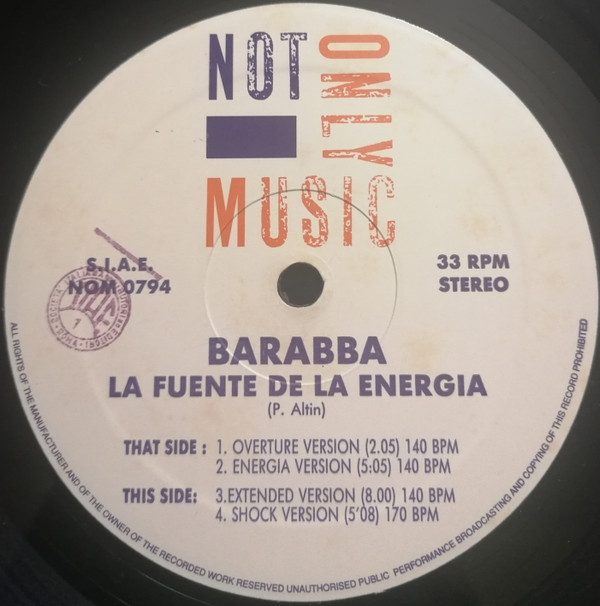 NOT
ONLY
MUSIC
S.I.A.E.
NOM 0794
33 RPM
STEREO
BARABBA
LA FUENTE DE LA ENERGIA
(P. Altin)
THAT SIDE : 1. OVERTURE VERSION (2.05) 140 BPM
2. ENERGIA VERSION (5:05) 140 BPM
THIS SIDE: 3.EXTENDED VERSION (8.00) 140 BPM
4. SHOCK VERSION (5'08) 170 BPM
ALL RIGHTS OF THE MANUFACTURER AND OF THE OWNER OF THE RECORDED WORK RESERVED UNAUTHORISED PUBLIC PERFORMANCE BROADCASTING AND COPYING OF THIS RECORD PROHIBITED